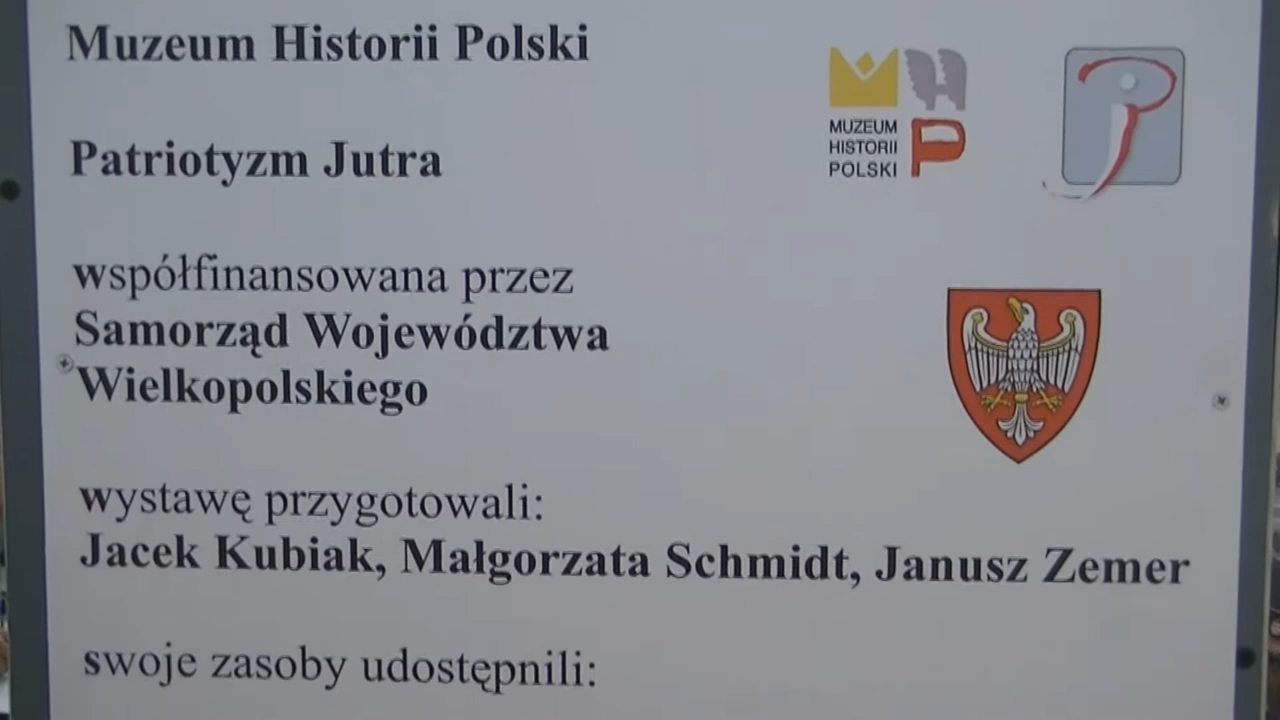 Muzeum Historii Polski
MUZEUM
HISTORII
POLSKI
Patriotyzm Jutra
współfinansowana przez
Samorząd Województwa
Wielkopolskiego
wystawę przygotowali:
Jacek Kubiak, Małgorzata Schmidt, Janusz Zemer
swoje zasoby udostępnili: